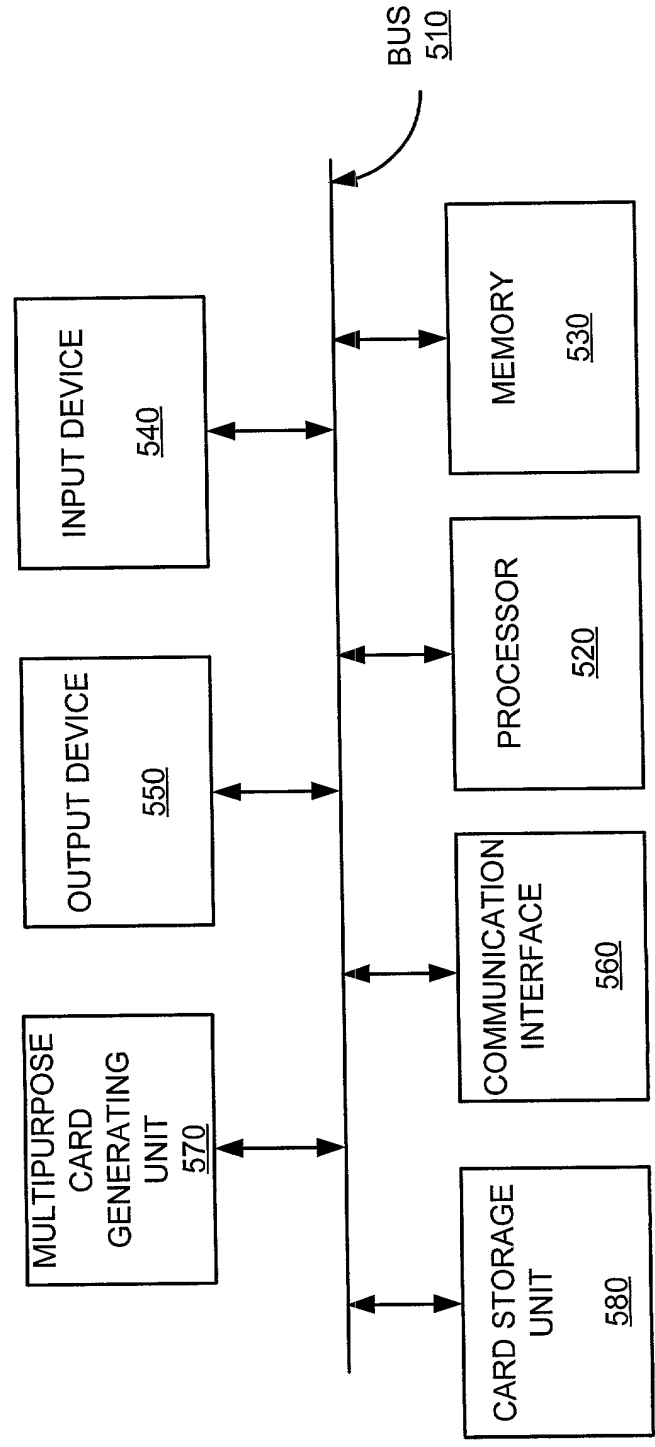 MULTIPURPOSE
CARD
GENERATING
UNIT
570
OUTPUT DEVICE
550
INPUT DEVICE
540
BUS
510
CARD STORAGE
UNIT
580
COMMUNICATION
INTERFACE
560
PROCESSOR
520
MEMORY
530